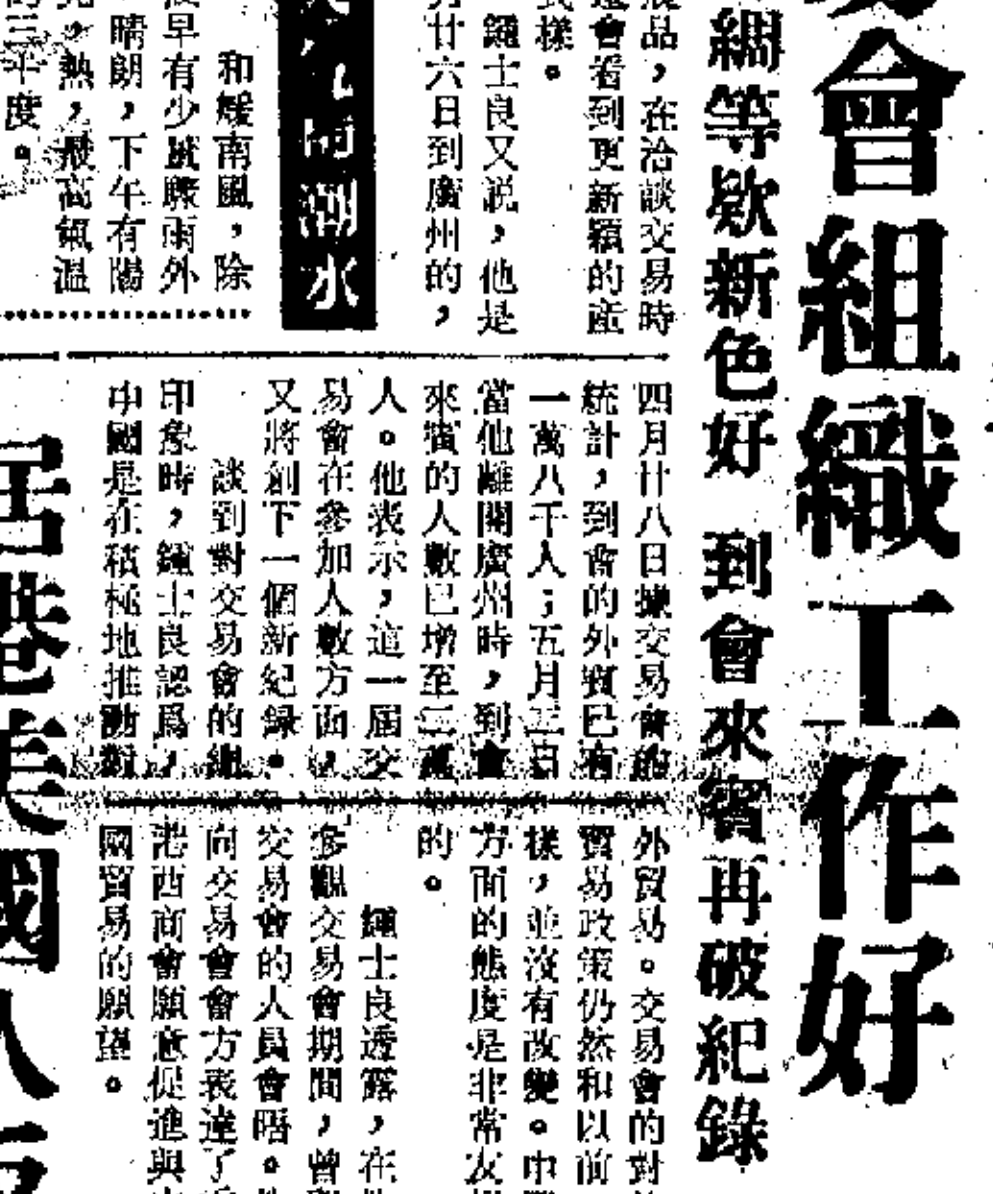 會組織工作好
綢等欵新色好 到會來賓再破紀錄
品，在洽談交易時
會看到更新穎的產
樣。
鍾士良又說，他是
廿六日到廣州的，
潮水
和緩南風，除
早有少驟雨外
晴朗，下午有陽
熱，最高氣溫
三十度。
四月廿八日據交易會的
統計，到會的外賓已有
一萬八千人；五月三日
當他離開廣州時，到會
來賓的人數已增至二萬
人。他表示，這一屆交
易會在參加人數方面，
又將創下一個新紀錄。
談到對交易會的
印象時，鍾士良認爲，
中國是在積極地推動對
外貿易。交易會的對
貿易政策仍然和以前
樣，並沒有改變。中
方面的態度是非常友
的。
鍾士良透露，在
參觀交易會期間，曾
交易會的人員會晤。
向交易會會方表達了
港西商會願意促進與
國貿易的願望。
居港美國人